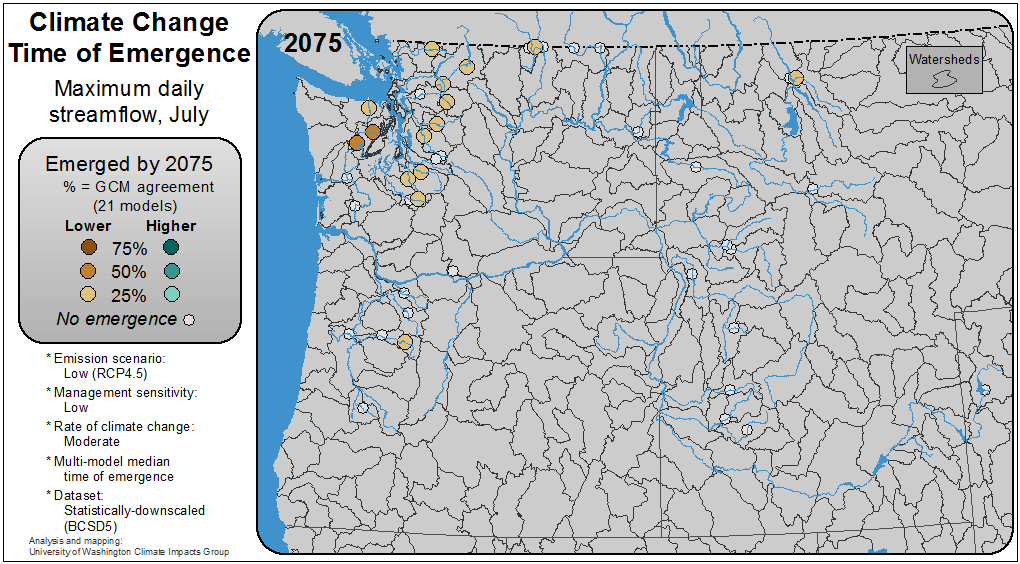 Climate Change
Time of Emergence
Maximum daily
streamflow, July
Emerged by 2075
% = GCM agreement
(21 models)
Lower Higher
75%
50%
25%
No emergence
* Emission scenario:
Low (RCP4.5)
* Management sensitivity:
Low
* Rate of climate change:
Moderate
* Multi-model median
time of emergence
* Dataset:
Statistically-downscaled
(BCSD5)
Analysis and mapping:
University of Washington Climate Impacts Group
2075
Watersheds